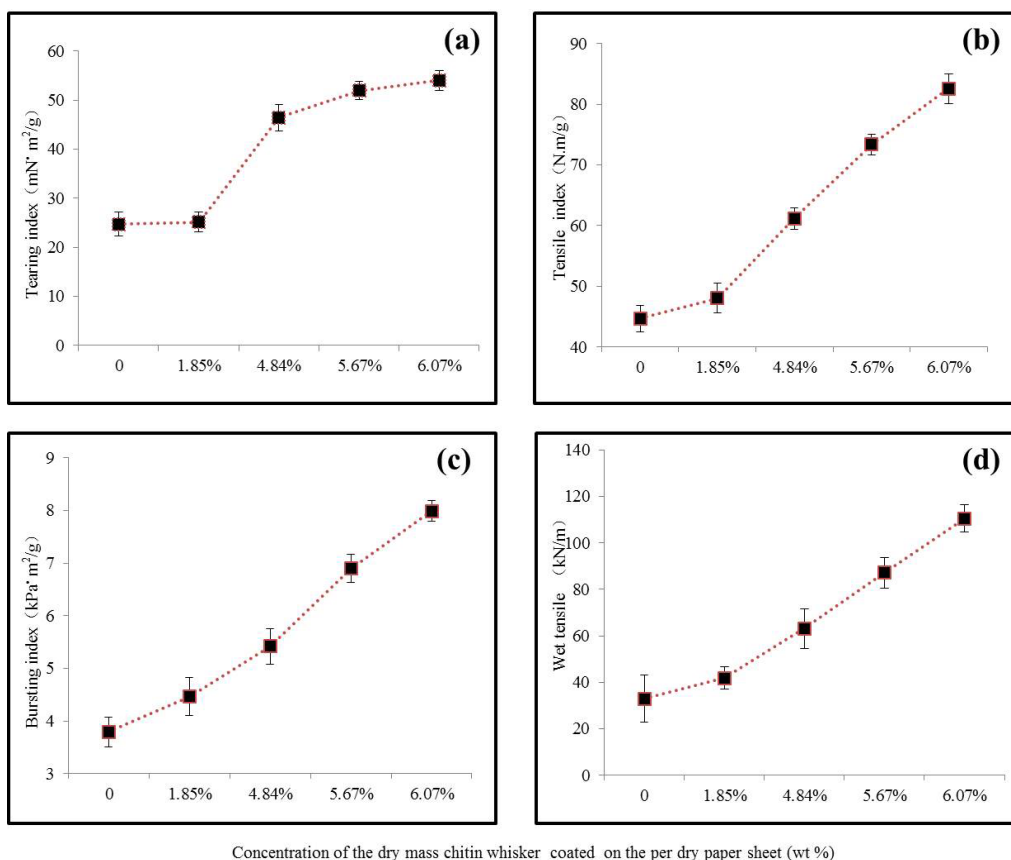 (a)
Tearing index（mN· m²/g）
60
50
40
30
20
10
0
0 1.85% 4.84% 5.67% 6.07%
(b)
Tensile index（N.m/g）
90
80
70
60
50
40
0 1.85% 4.84% 5.67% 6.07%
(c)
Bursting index（kPa· m²/g）
9
8
7
6
5
4
3
0 1.85% 4.84% 5.67% 6.07%
(d)
Wet tensile （kN/m）
140
120
100
80
60
40
20
0
0 1.85% 4.84% 5.67% 6.07%
Concentration of the dry mass chitin whisker coated on the per dry paper sheet (wt %)